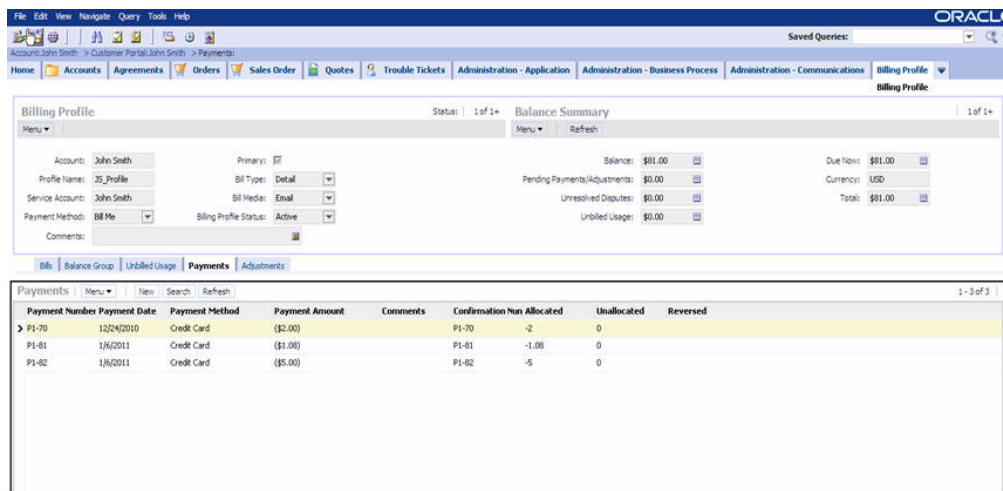 File Edit View Navigate Query Tools Help
ORACLE
Saved Queries:
Account:John Smith > Customer Portal:John Smith > Payments:
Home Accounts Agreements Orders Sales Order Quotes Trouble Tickets Administration - Application Administration - Business Process Administration - Communications Billing Profile
Billing Profile
Billing Profile Status: 1 of 1+ Balance Summary 1 of 1+
Menu Menu Refresh
Account: John Smith Primary: Balance: $81.00 Due Now: $81.00
Profile Name: JS_Profile Bill Type: Detail Pending Payments/Adjustments: $0.00 Currency: USD
Service Account: John Smith Bill Media: Email Unresolved Disputes: $0.00 Total: $81.00
Payment Method: Bill Me Billing Profile Status: Active Unbilled Usage: $0.00
Comments:
Bills Balance Group Unbilled Usage Payments Adjustments
Payments Menu New Search Refresh 1 - 3 of 3
Payment Number Payment Date Payment Method Payment Amount Comments Confirmation Nun Allocated Unallocated Reversed
P1-70 12/24/2010 Credit Card ($2.00) P1-70 -2 0
P1-81 1/6/2011 Credit Card ($1.08) P1-81 -1.08 0
P1-82 1/6/2011 Credit Card ($5.00) P1-82 -5 0